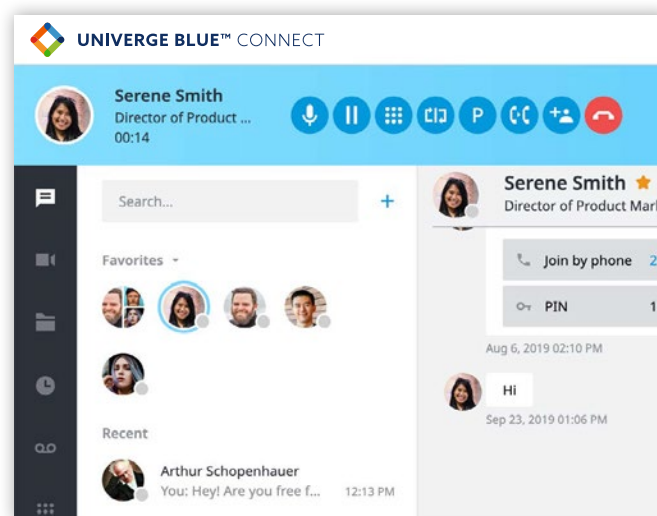 UNIVERGE BLUE™ CONNECT
Serene Smith
Director of Product ...
00:14
P
Search...
+
Favorites
Recent
Arthur Schopenhauer
You: Hey! Are you free f...
12:13 PM
Serene Smith
Director of Product Mark
Join by phone 2
PIN 1
Aug 6, 2019 02:10 PM
Hi
Sep 23, 2019 01:06 PM